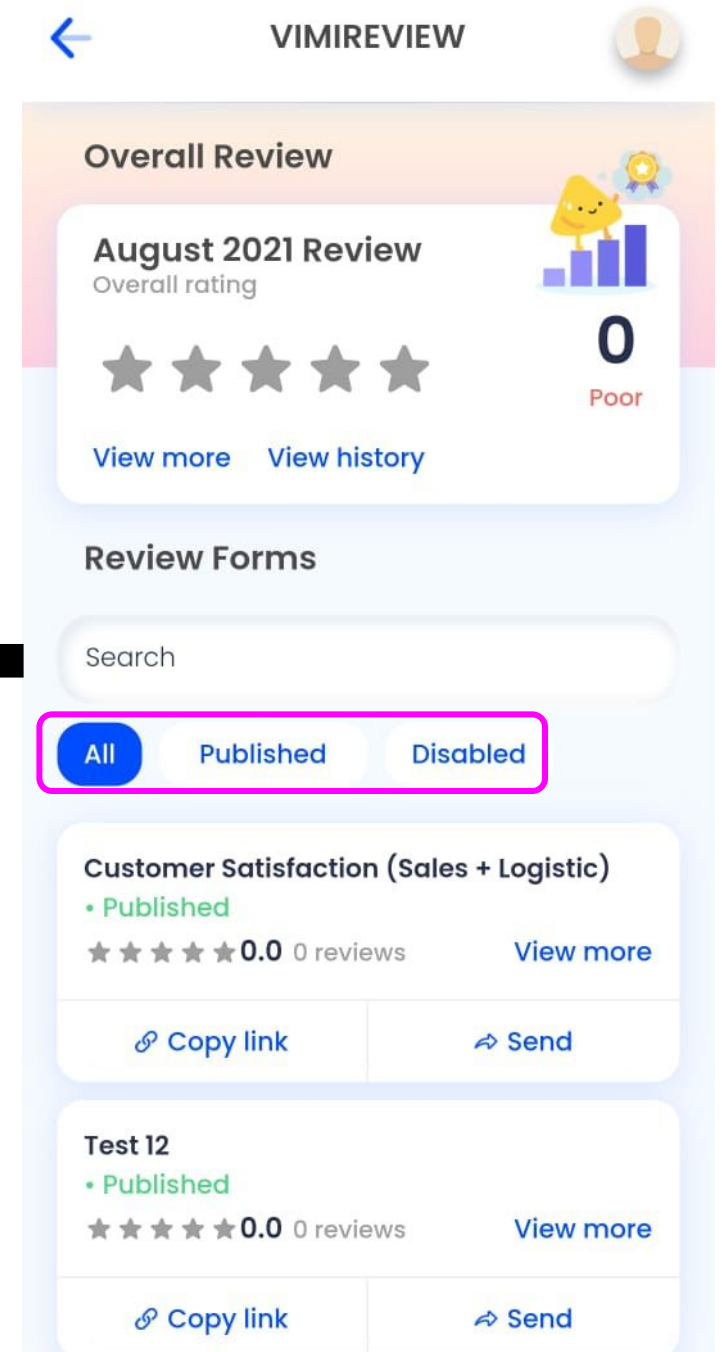 VIMIREVIEW
Overall Review
August 2021 Review
Overall rating
0
Poor
View more View history
Review Forms
Search
All Published Disabled
Customer Satisfaction (Sales + Logistic)
• Published
0.0 0 reviews View more
Copy link Send
Test 12
• Published
0.0 0 reviews View more
Copy link Send